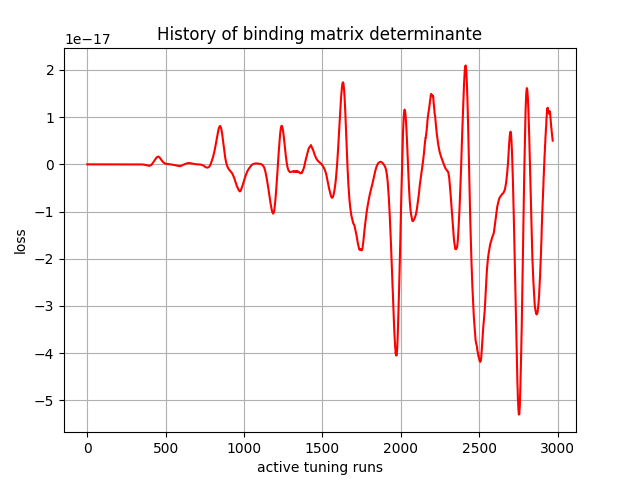 History of binding matrix determinante
1e−17
2
1
0
−1
−2
−3
−4
−5
loss
0 500 1000 1500 2000 2500 3000
active tuning runs